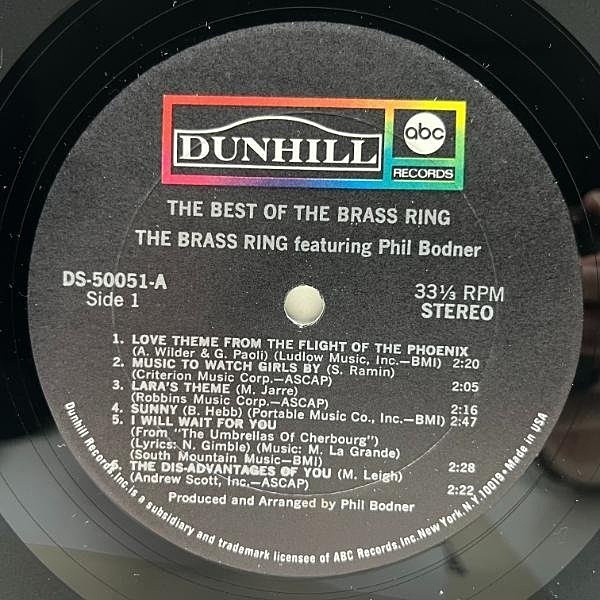 DUNHILL
abc
RECORDS
THE BEST OF THE BRASS RING
THE BRASS RING featuring Phil Bodner
DS-50051-A
Side 1
33⅓ RPM
STEREO
1. LOVE THEME FROM THE FLIGHT OF THE PHOENIX
(A. Wilder & G. Paoli) (Ludlow Music, Inc.—BMI) 2:20
2. MUSIC TO WATCH GIRLS BY (S. Ramin)
(Criterion Music Corp.—ASCAP) 2:05
3. LARA'S THEME (M. Jarre)
(Robbins Music Corp.—ASCAP) 2:16
4. SUNNY (B. Hebb) (Portable Music Co., Inc.—BMI) 2:47
5. I WILL WAIT FOR YOU
(From "The Umbrellas Of Cherbourg")
(Lyrics: N. Gimble) (Music: M. La Grande)
(South Mountain Music—BMI) 2:28
6. THE DIS-ADVANTAGES OF YOU (M. Leigh)
(Andrew Scott, Inc.—ASCAP) 2:22
Produced and Arranged by Phil Bodner
Dunhill Records, Inc. is a subsidiary and trademark licensee of ABC Records, Inc. New York, N.Y. 10019 • Made in USA